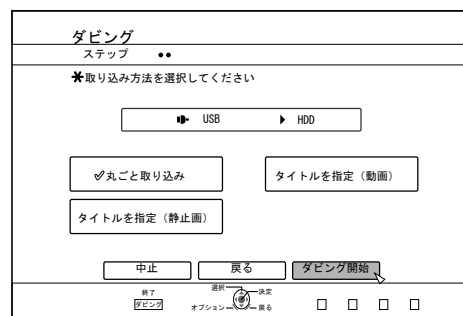 ダビング
ステップ ●●
取り込み方法を選択してください
USB ▶ HDD
丸ごと取り込み
タイトルを指定（動画）
タイトルを指定（静止画）
中止
戻る
ダビング開始
終了
ダビング
選択
決定
オプション
戻る